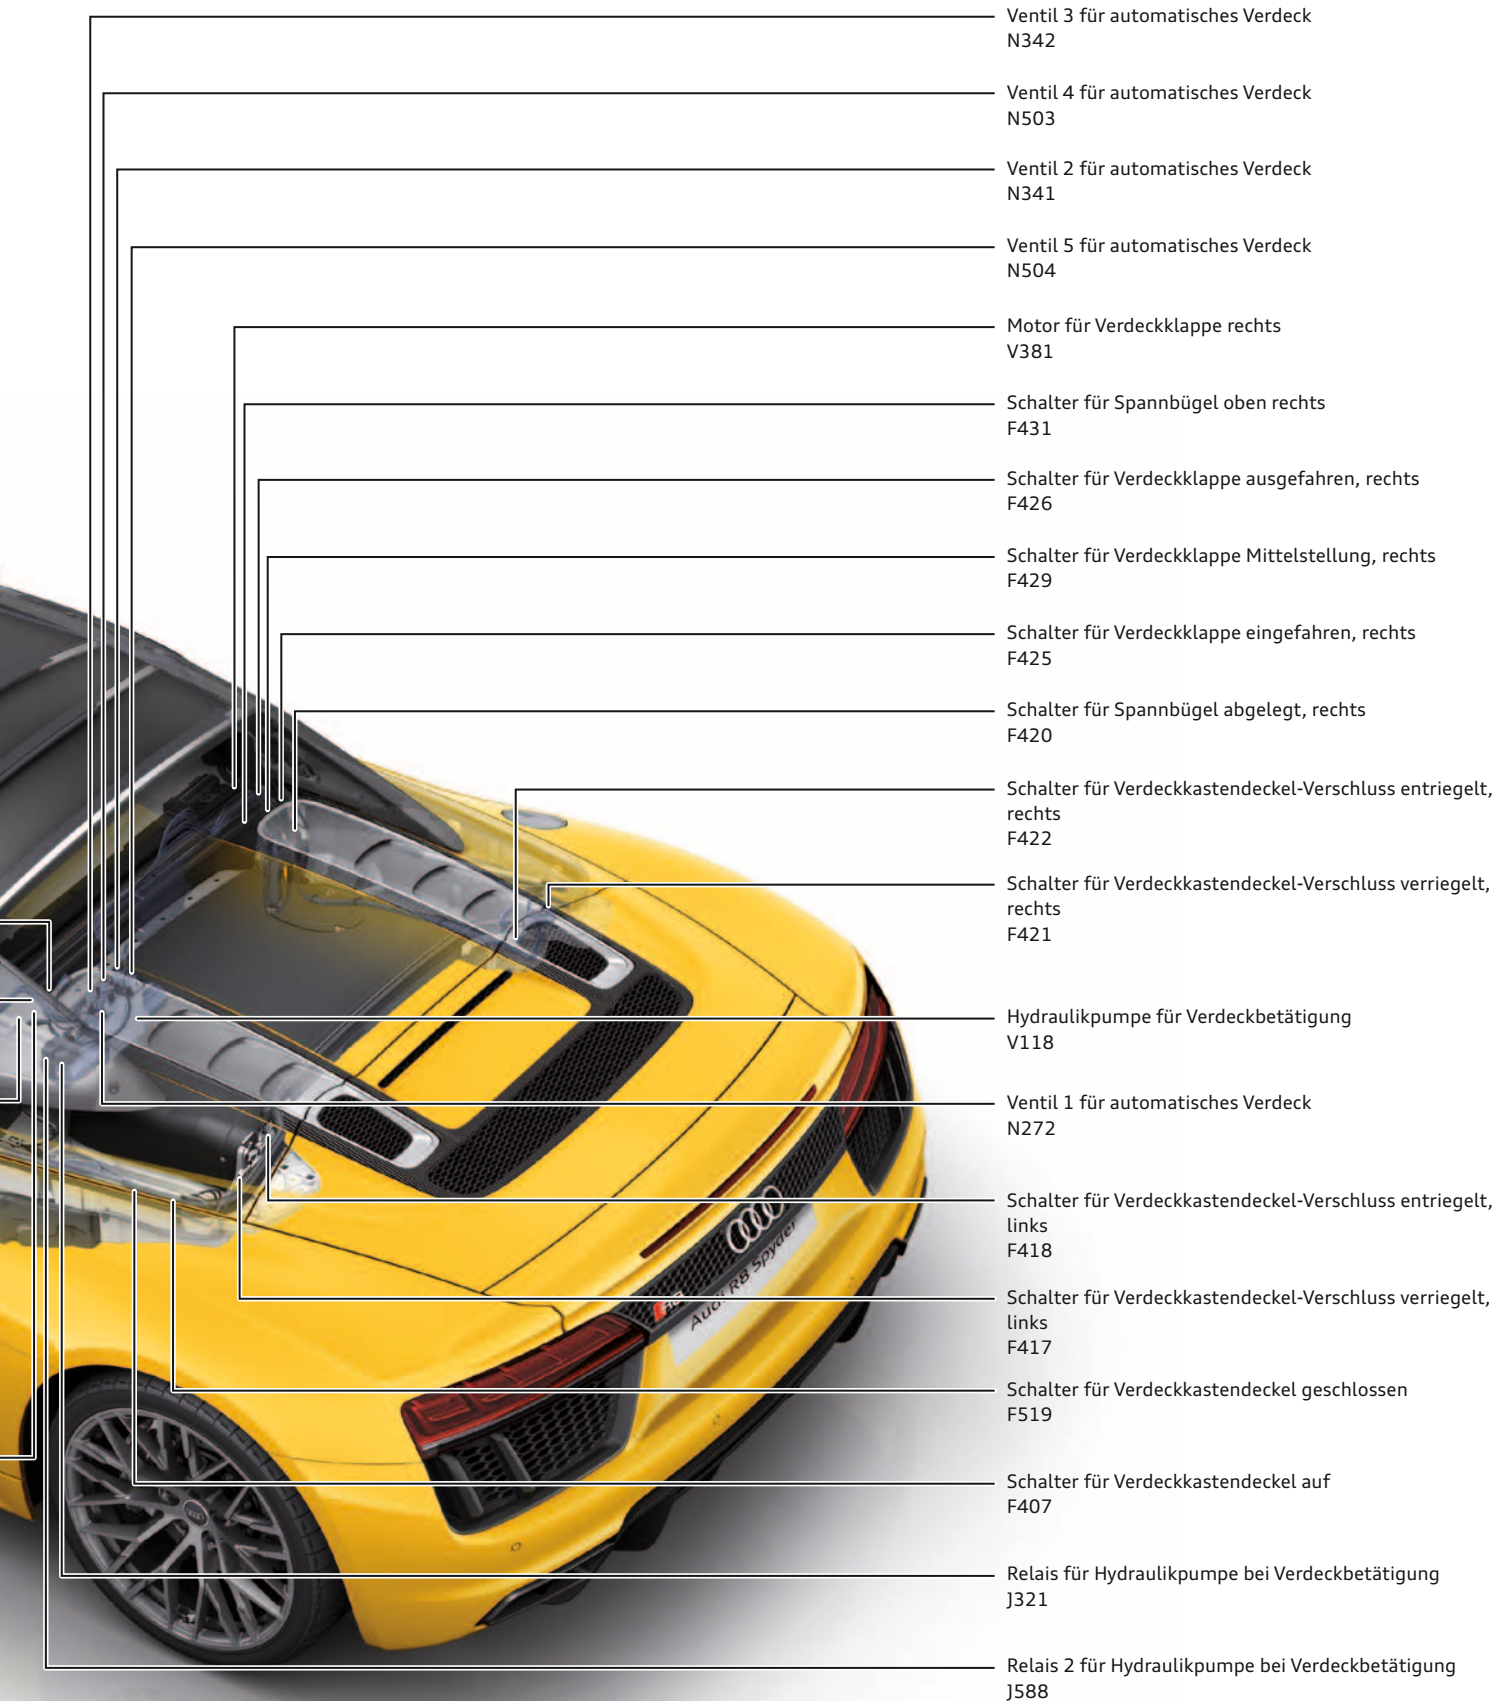 Ventil 3 für automatisches Verdeck
N342
Ventil 4 für automatisches Verdeck
N503
Ventil 2 für automatisches Verdeck
N341
Ventil 5 für automatisches Verdeck
N504
Motor für Verdeckklappe rechts
V381
Schalter für Spannbügel oben rechts
F431
Schalter für Verdeckklappe ausgefahren, rechts
F426
Schalter für Verdeckklappe Mittelstellung, rechts
F429
Schalter für Verdeckklappe eingefahren, rechts
F425
Schalter für Spannbügel abgelegt, rechts
F420
Schalter für Verdeckkastendeckel-Verschluss entriegelt,
rechts
F422
Schalter für Verdeckkastendeckel-Verschluss verriegelt,
rechts
F421
Hydraulikpumpe für Verdeckbetätigung
V118
Ventil 1 für automatisches Verdeck
N272
Schalter für Verdeckkastendeckel-Verschluss entriegelt,
links
F418
Schalter für Verdeckkastendeckel-Verschluss verriegelt,
links
F417
Schalter für Verdeckkastendeckel geschlossen
F519
Schalter für Verdeckkastendeckel auf
F407
Relais für Hydraulikpumpe bei Verdeckbetätigung
J321
Relais 2 für Hydraulikpumpe bei Verdeckbetätigung
J588
Audi R8 Spyder